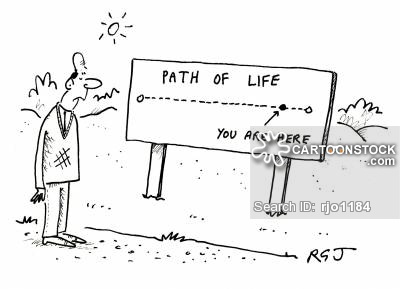 PATH OF LIFE
YOU ARE HERE
CARTOONSTOCK
.com
Search ID: rjo1184
RGJ